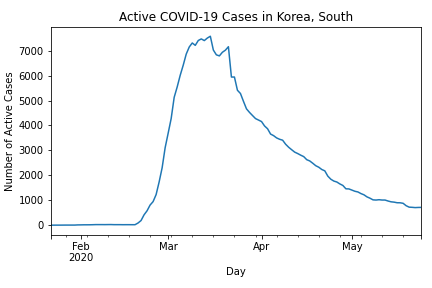 Active COVID-19 Cases in Korea, South
Number of Active Cases
7000
6000
5000
4000
3000
2000
1000
0
Feb Mar Apr May
2020
Day